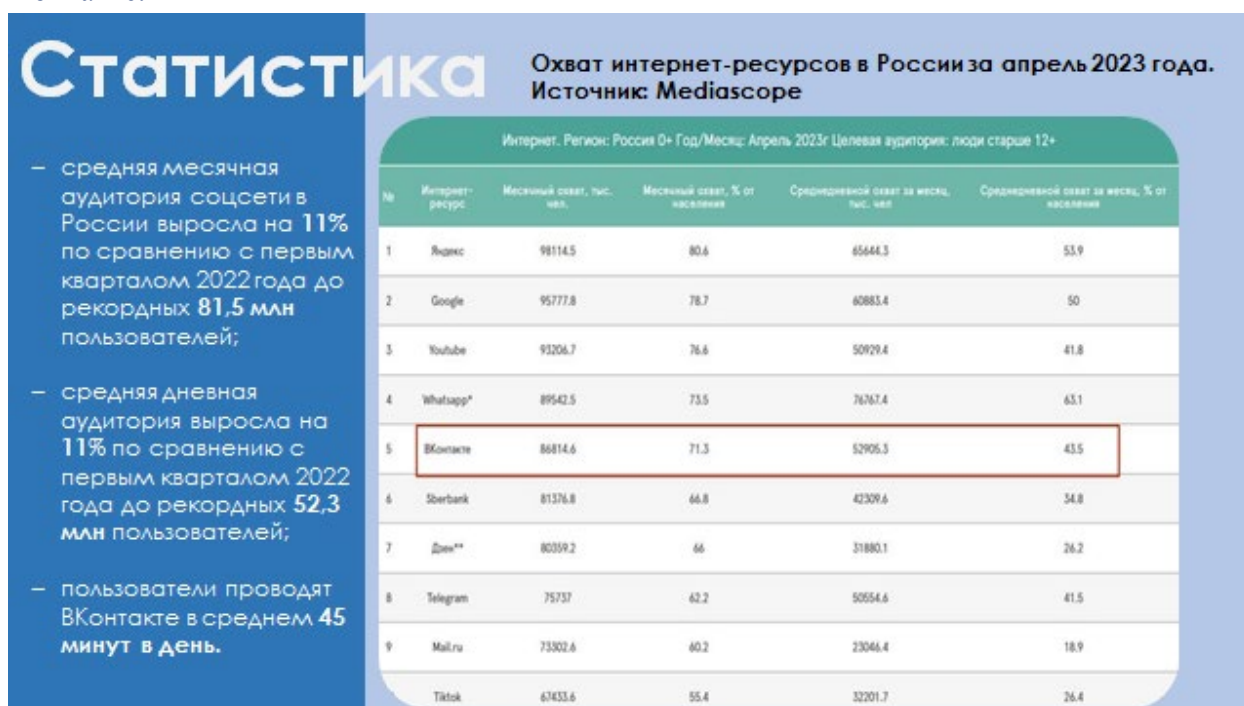 Статистика
Охват интернет-ресурсов в России за апрель 2023 года.
Источник: Mediascope
– средняя месячная
аудитория соцсети в
России выросла на 11%
по сравнению с первым
кварталом 2022 года до
рекордных 81,5 млн
пользователей;
– средняя дневная
аудитория выросла на
11% по сравнению с
первым кварталом 2022
года до рекордных 52,3
млн пользователей;
– пользователи проводят
ВКонтакте в среднем 45
минут в день.
Интернет. Регион: Россия 0+ Год/Месяц: Апрель 2023г Целевая аудитория: люди старше 12+
№ Интернет-ресурс Месячный охват, тыс. чел. Месячный охват, % от населения Среднедневной охват за месяц, тыс. чел Среднедневной охват за месяц, % от населения
1 Яндекс 98114.5 80.6 65644.3 53.9
2 Google 95777.8 78.7 60883.4 50
3 Youtube 93206.7 76.6 50929.4 41.8
4 Whatsapp* 89542.5 73.5 76767.4 63.1
5 ВКонтакте 86814.6 71.3 52905.3 43.5
6 Sberbank 81376.8 66.8 42309.6 34.8
7 Дзен** 80359.2 66 31880.1 26.2
8 Telegram 75737 62.2 50554.6 41.5
9 Mail.ru 73302.6 60.2 23046.4 18.9
Tiktok 67433.6 55.4 32201.7 26.4